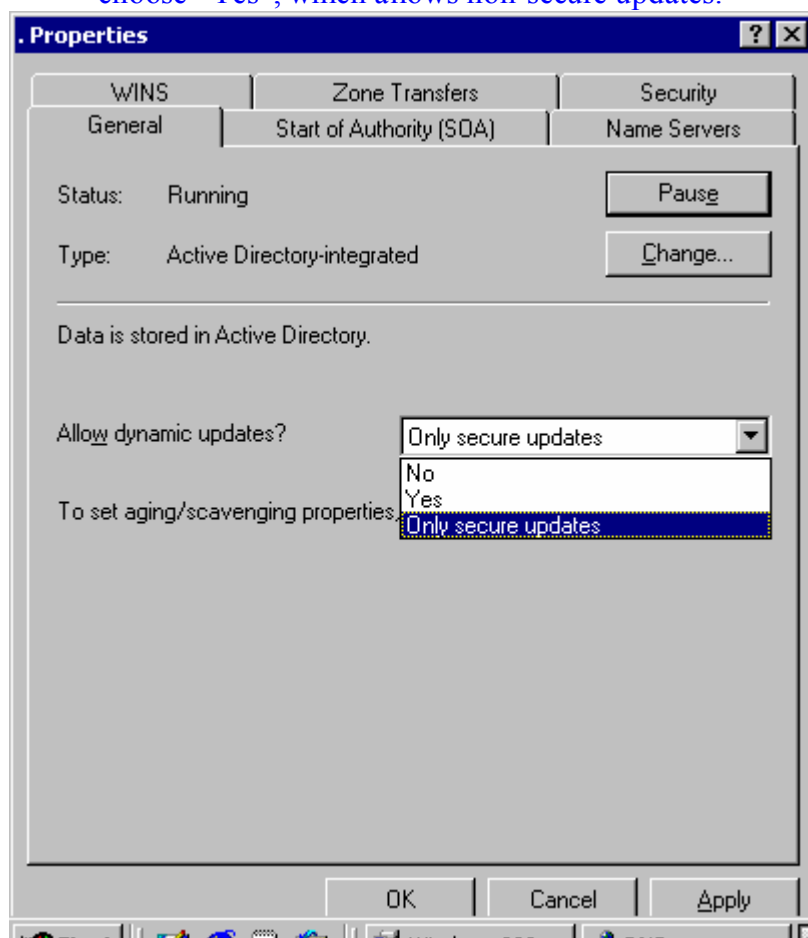 choose "Yes", which allows non-secure updates.
. Properties
WINS Zone Transfers Security
General Start of Authority (SOA) Name Servers
Status: Running Pause
Type: Active Directory-integrated Change...
Data is stored in Active Directory.
Allow dynamic updates? Only secure updates
No
Yes
To set aging/scavenging properties,
Only secure updates
OK Cancel Apply